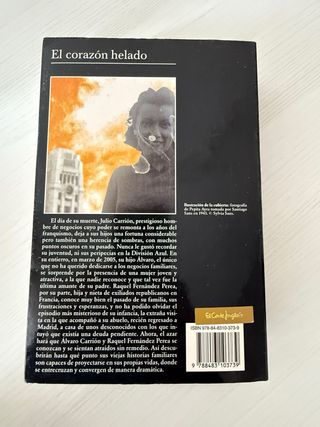 El corazón helado
Ilustración de la cubierta: fotografía
de Pepita Ayra tomada por Santiago
Sans en 1943. © Sylvia Sans.
El día de su muerte, Julio Carrión, prestigioso hom-
bre de negocios cuyo poder se remonta a los años del
franquismo, deja a sus hijos una fortuna considerable
pero también una herencia de sombras, con muchos
puntos oscuros en su pasado. Nunca le gustó recordar
su juventud, ni sus peripecias en la División Azul. En
su entierro, en marzo de 2005, su hijo Álvaro, el único
que no ha querido dedicarse a los negocios familiares,
se sorprende por la presencia de una mujer joven y
atractiva, a la que nadie reconoce y que tal vez fue la
última amante de su padre. Raquel Fernández Perea,
por su parte, hija y nieta de exiliados republicanos en
Francia, conoce muy bien el pasado de su familia, sus
frustraciones y esperanzas, y no ha podido olvidar el
episodio más misterioso de su infancia, la extraña visi-
ta en la que acompañó a su abuelo, recién regresado a
Madrid, a casa de unos desconocidos con los que in-
tuyó que existía una deuda pendiente. Ahora, el azar
hará que Álvaro Carrión y Raquel Fernández Perea se
conozcan y se sientan atraídos sin remedio. Así descu-
brirán hasta qué punto sus viejas historias familiares
son capaces de proyectarse en sus propias vidas, donde
se entrecruzan y convergen de manera dramática.
El Corte Inglés
ISBN 978-84-8310-373-9
9 788483 103739